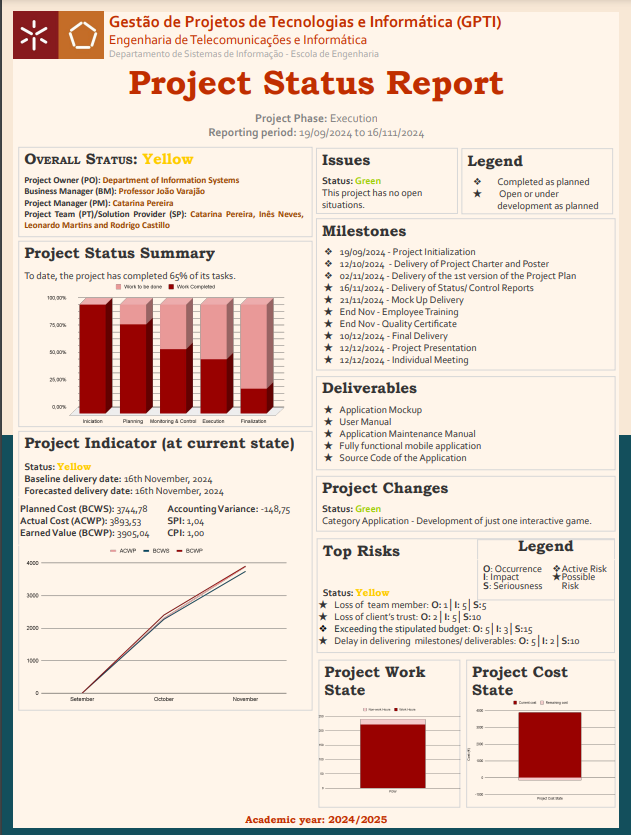 Gestão de Projetos de Tecnologias e Informática (GPTI)
Engenharia de Telecomunicações e Informática
Departamento de Sistemas de Informação - Escola de Engenharia
Project Status Report
Project Phase: Execution
Reporting period: 19/09/2024 to 16/111/2024
OVERALL STATUS: Yellow
Project Owner (PO): Department of Information Systems
Business Manager (BM): Professor João Varajão
Project Manager (PM): Catarina Pereira
Project Team (PT)/Solution Provider (SP): Catarina Pereira, Inês Neves,
Leonardo Martins and Rodrigo Castillo
Project Status Summary
To date, the project has completed 65% of its tasks.
Work to be done Work Completed
100,00%
75,00%
50,00%
25,00%
0,00%
Iniciation Planning Monitoring & Control Execution Finalization
Project Indicator (at current state)
Status: Yellow
Baseline delivery date: 16th November, 2024
Forecasted delivery date: 16th November, 2024
Planned Cost (BCWS): 3744,78 Accounting Variance: -148,75
Actual Cost (ACWP): 3893,53 SPI: 1,04
Earned Value (BCWP): 3905,04 CPI: 1,00
ACWP BCWS BCWP
4000
3000
2000
1000
0
Setember October November
Issues
Status: Green
This project has no open
situations.
Legend
❖ Completed as planned
★ Open or under
development as planned
Milestones
❖ 19/09/2024 - Project Initialization
❖ 12/10/2024 - Delivery of Project Charter and Poster
❖ 02/11/2024 - Delivery of the 1st version of the Project Plan
★ 16/11/2024 - Delivery of Status/ Control Reports
★ 21/11/2024 - Mock Up Delivery
★ End Nov - Employee Training
★ End Nov - Quality Certificate
★ 10/12/2024 - Final Delivery
★ 12/12/2024 - Project Presentation
★ 12/12/2024 - Individual Meeting
Deliverables
★ Application Mockup
★ User Manual
★ Application Maintenance Manual
★ Fully functional mobile application
★ Source Code of the Application
Project Changes
Status: Green
Category Application - Development of just one interactive game.
Top Risks
Legend
O: Occurrence ❖Active Risk
I: Impact ★Possible
S: Seriousness Risk
Status: Yellow
★ Loss of team member: O: 1| I: 5| S:5
★ Loss of client's trust: O: 2| I: 5| S:10
❖ Exceeding the stipulated budget: O: 5| I: 3| S:15
★ Delay in delivering milestones/ deliverables: O: 5| I: 2| S:10
Project Work
State
Project Cost
State
Current cost Remaining cost
Project Cost State
Academic year: 2024/2025